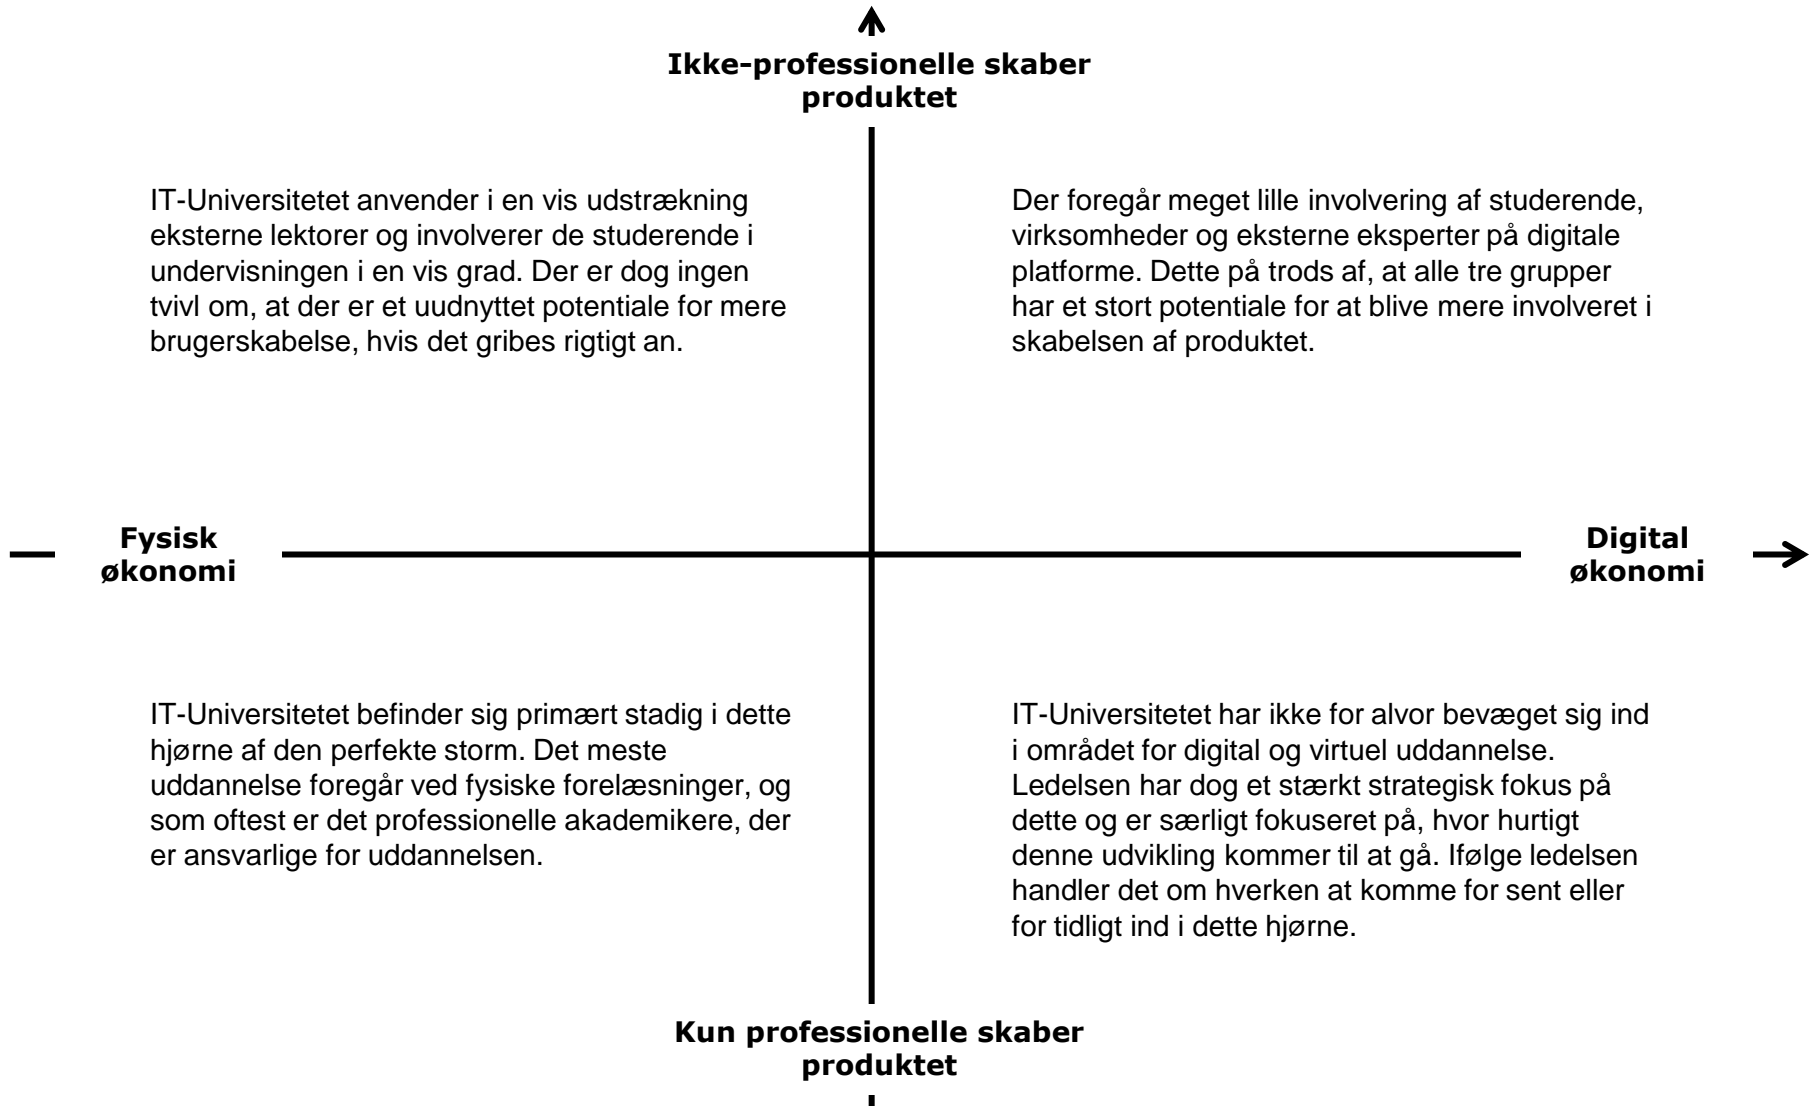 Ikke-professionelle skaber
produktet
IT-Universitetet anvender i en vis udstrækning
eksterne lektorer og involverer de studerende i
undervisningen i en vis grad. Der er dog ingen
tvivl om, at der er et uudnyttet potentiale for mere
brugerskabelse, hvis det gribes rigtigt an.
Der foregår meget lille involvering af studerende,
virksomheder og eksterne eksperter på digitale
platforme. Dette på trods af, at alle tre grupper
har et stort potentiale for at blive mere involveret i
skabelsen af produktet.
Fysisk
økonomi
Digital
økonomi
IT-Universitetet befinder sig primært stadig i dette
hjørne af den perfekte storm. Det meste
uddannelse foregår ved fysiske forelæsninger, og
som oftest er det professionelle akademikere, der
er ansvarlige for uddannelsen.
IT-Universitetet har ikke for alvor bevæget sig ind
i området for digital og virtuel uddannelse.
Ledelsen har dog et stærkt strategisk fokus på
dette og er særligt fokuseret på, hvor hurtigt
denne udvikling kommer til at gå. Ifølge ledelsen
handler det om hverken at komme for sent eller
for tidligt ind i dette hjørne.
Kun professionelle skaber
produktet